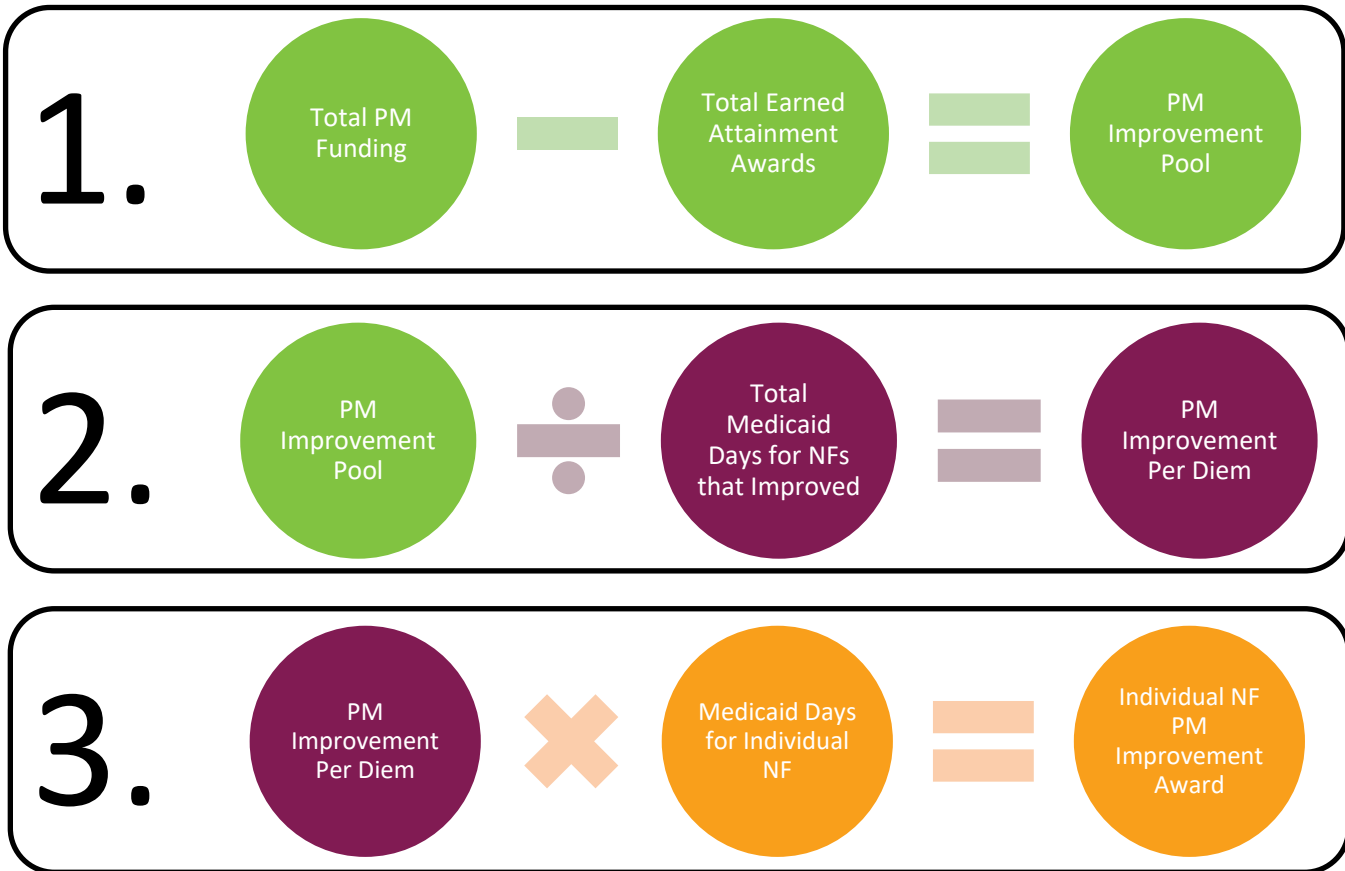 1.
Total PM
Funding
Total Earned
Attainment
Awards
PM
Improvement
Pool
2.
PM
Improvement
Pool
Total
Medicaid
Days for NFs
that Improved
PM
Improvement
Per Diem
3.
PM
Improvement
Per Diem
Medicaid Days
for Individual
NF
Individual NF
PM
Improvement
Award